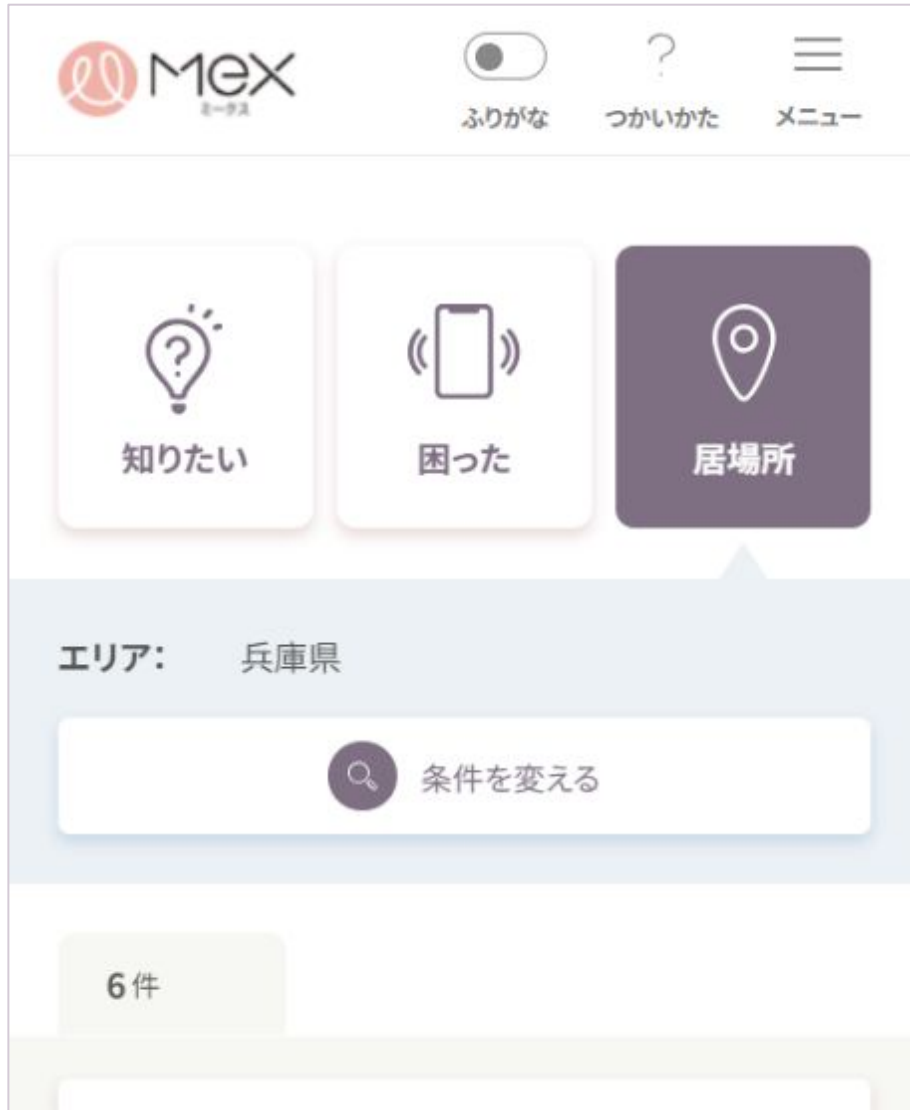 Mex
ミークス
ふりがな
?
つかいかた
メニュー
?
知りたい
困った
居場所
エリア： 兵庫県
条件を変える
6件